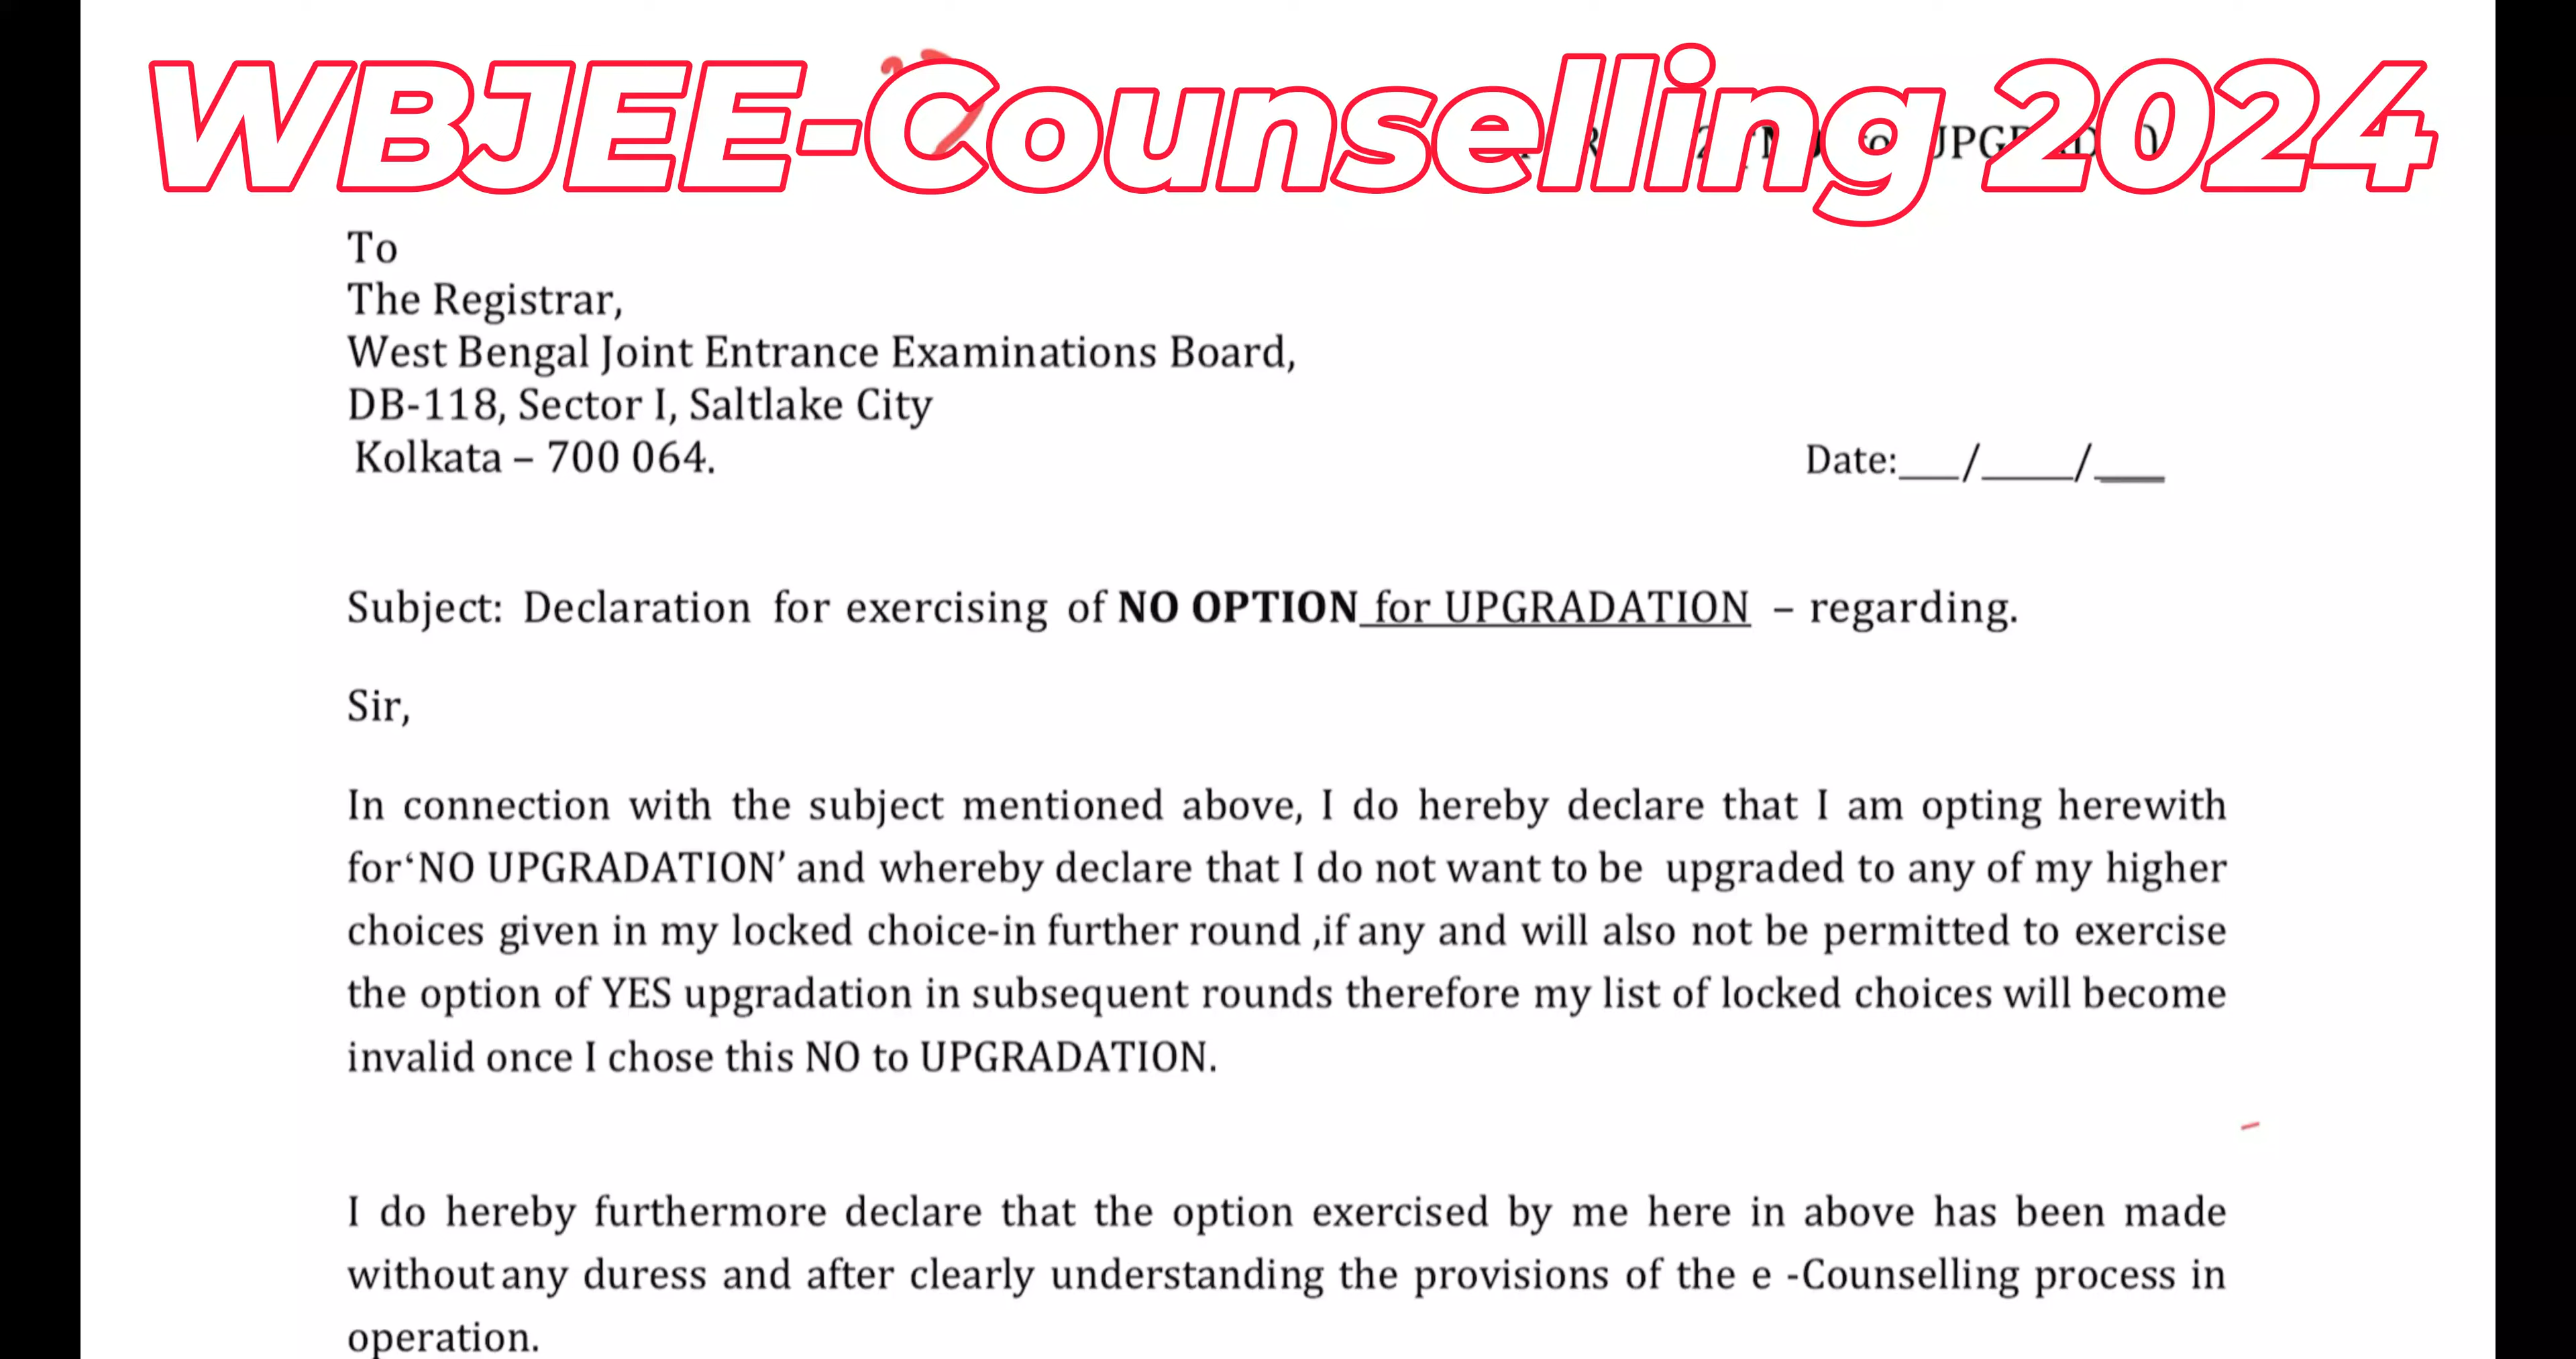 WBJEE-Counselling 2024
To
The Registrar,
West Bengal Joint Entrance Examinations Board,
DB-118, Sector I, Saltlake City
Kolkata – 700 064.
Date:___/____/___
Subject: Declaration for exercising of NO OPTION for UPGRADATION – regarding.
Sir,
In connection with the subject mentioned above, I do hereby declare that I am opting herewith
for‘NO UPGRADATION’ and whereby declare that I do not want to be upgraded to any of my higher
choices given in my locked choice-in further round ,if any and will also not be permitted to exercise
the option of YES upgradation in subsequent rounds therefore my list of locked choices will become
invalid once I chose this NO to UPGRADATION.
I do hereby furthermore declare that the option exercised by me here in above has been made
without any duress and after clearly understanding the provisions of the e -Counselling process in
operation.